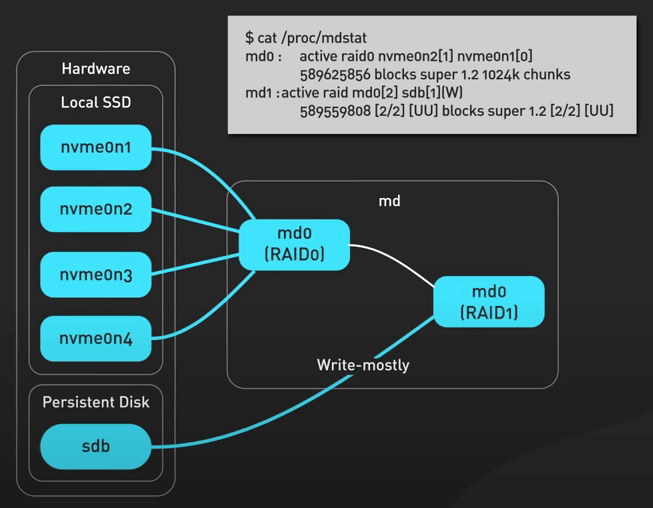 $ cat /proc/mdstat
md0 : active raid0 nvme0n2[1] nvme0n1[0]
589625856 blocks super 1.2 1024k chunks
md1 : active raid md0[2] sdb[1](W)
589559808 [2/2] [UU] blocks super 1.2 [2/2] [UU]
Hardware
Local SSD
nvme0n1
nvme0n2
nvme0n3
nvme0n4
Persistent Disk
sdb
md
md0
(RAID0)
md0
(RAID1)
Write-mostly